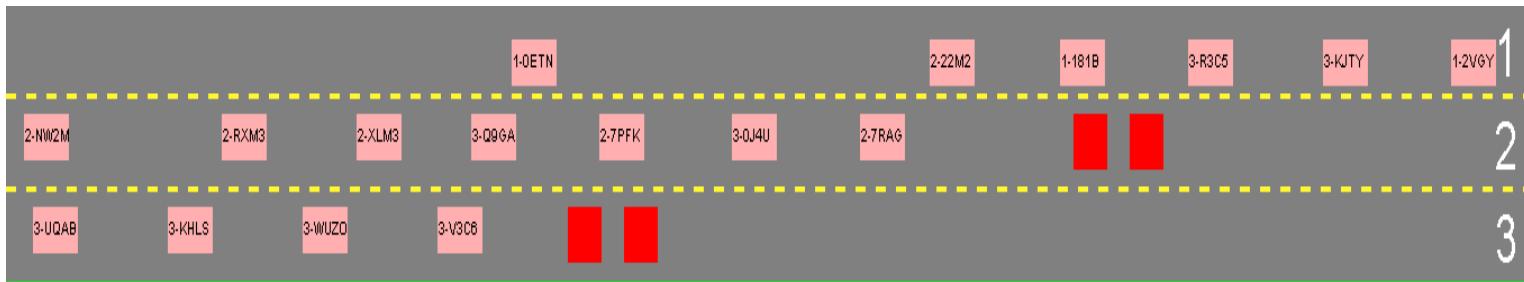 1-0ETN 2-22M2 1-181B 3-R3C5 3-KJTY 1-2VGY 1
2-NW2M 2-RXM3 2-XLM3 3-Q9GA 2-7PFK 3-0J4U 2-7RAG 2
3-UQAB 3-KHLS 3-WUZO 3-V3C6 3